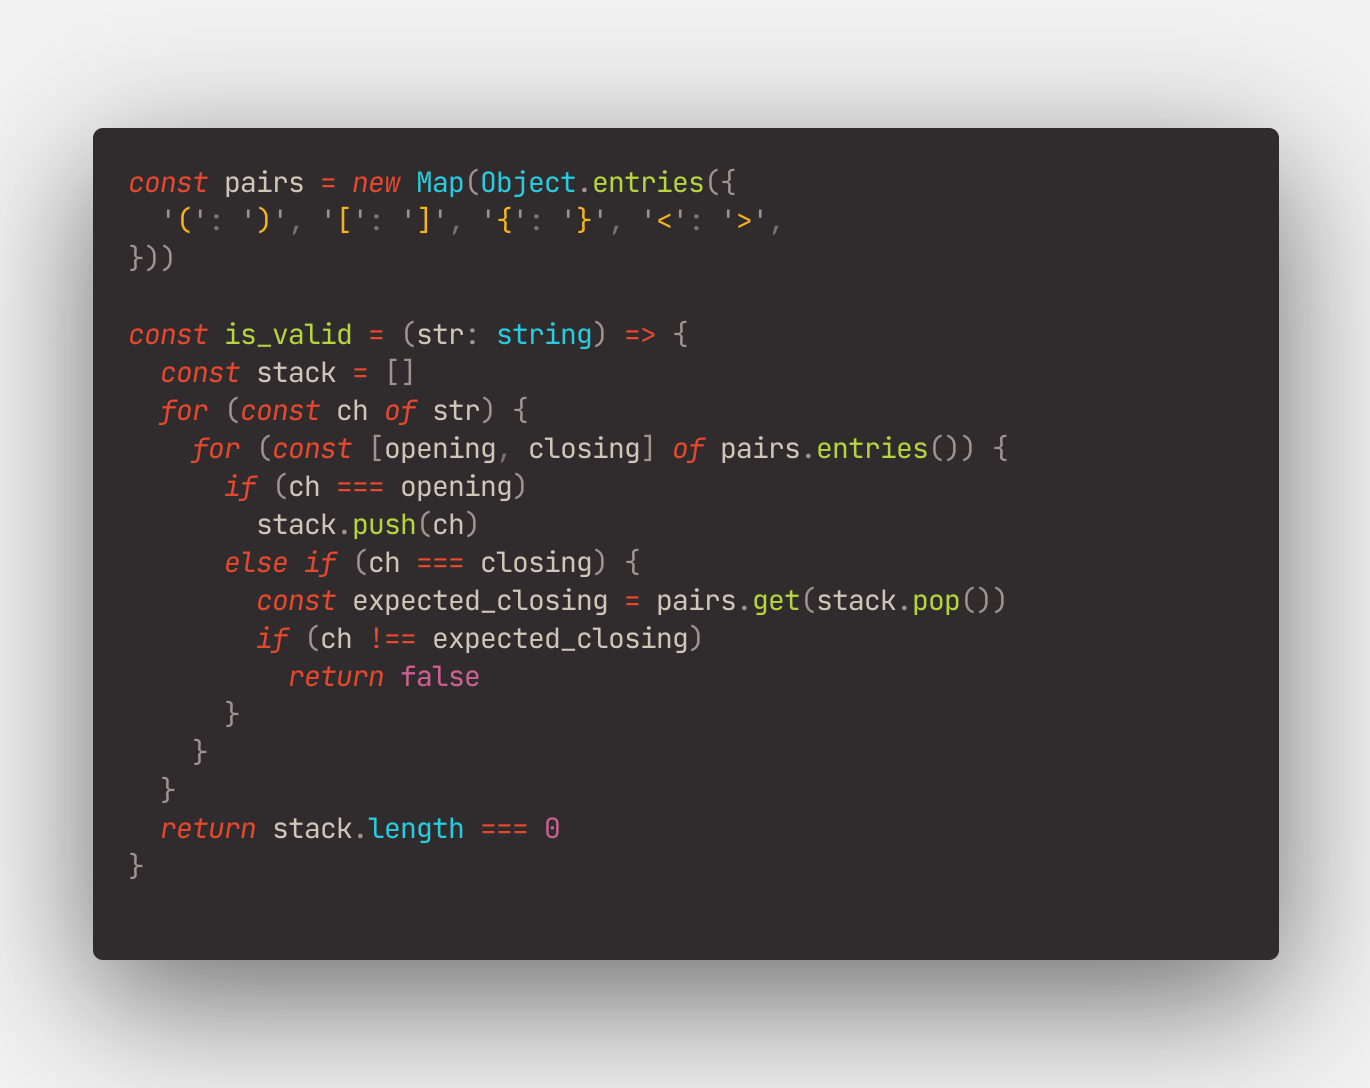 const pairs = new Map(Object.entries({
  '(': ')', '[': ']', '{': '}', '<': '>',
}))

const is_valid = (str: string) => {
  const stack = []
  for (const ch of str) {
    for (const [opening, closing] of pairs.entries()) {
      if (ch === opening)
        stack.push(ch)
      else if (ch === closing) {
        const expected_closing = pairs.get(stack.pop())
        if (ch !== expected_closing)
          return false
      }
    }
  }
  return stack.length === 0
}